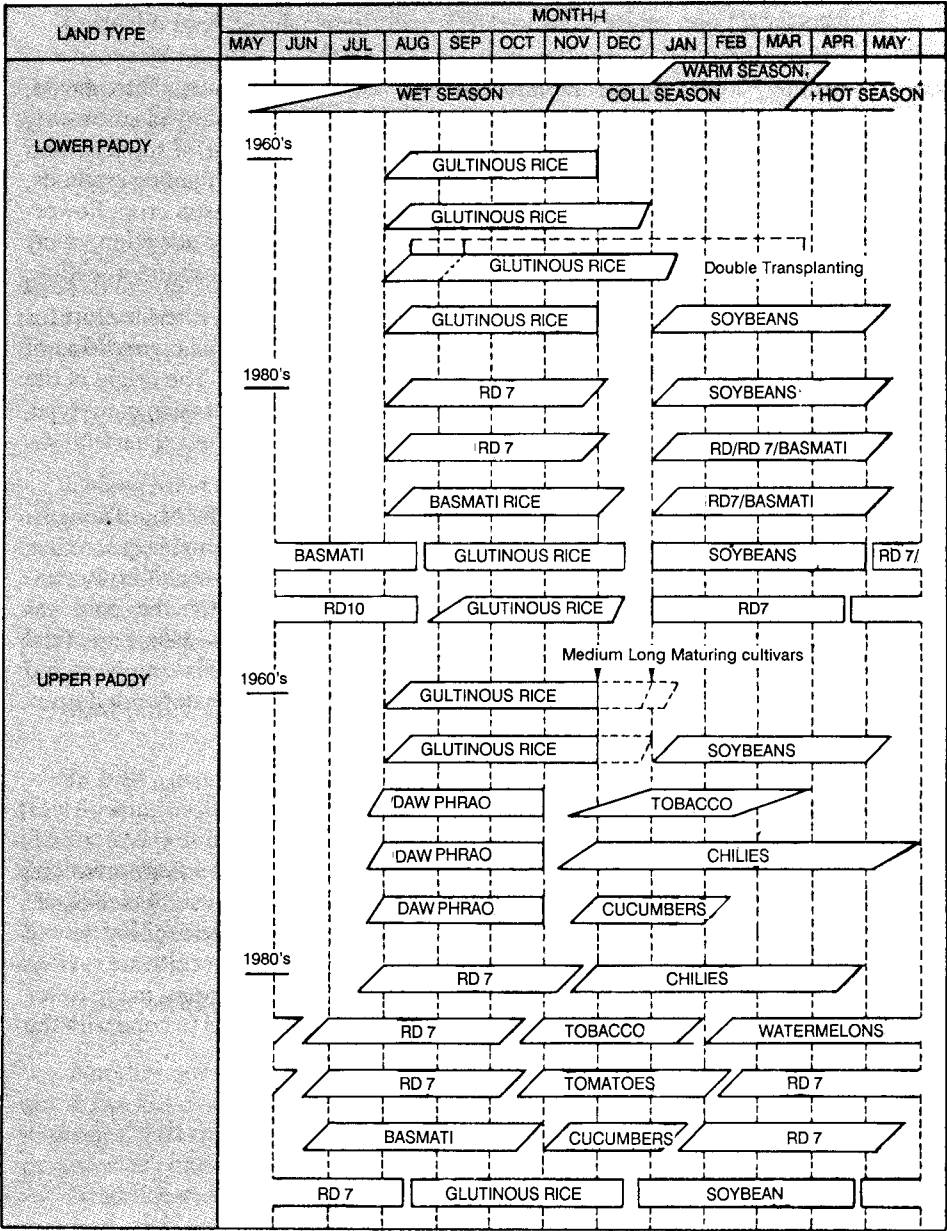 LAND TYPE
MONTHH
MAY JUN JUL AUG SEP OCT NOV DEC JAN FEB MAR APR MAY
WARM SEASON
WET SEASON COLL SEASON HOT SEASON
LOWER PADDY
1960's
GULTINOUS RICE
GLUTINOUS RICE
GLUTINOUS RICE Double Transplanting
GLUTINOUS RICE SOYBEANS
1980's
RD 7 SOYBEANS
RD 7 RD/RD 7/BASMATI
BASMATI RICE RD7/BASMATI
BASMATI GLUTINOUS RICE SOYBEANS RD 7/
RD10 GLUTINOUS RICE RD7
Medium Long Maturing cultivars
UPPER PADDY
1960's
GULTINOUS RICE
GLUTINOUS RICE SOYBEANS
DAW PHRAO TOBACCO
DAW PHRAO CHILIES
DAW PHRAO CUCUMBERS
1980's
RD 7 CHILIES
RD 7 TOBACCO WATERMELONS
RD 7 TOMATOES RD 7
BASMATI CUCUMBERS RD 7
RD 7 GLUTINOUS RICE SOYBEAN